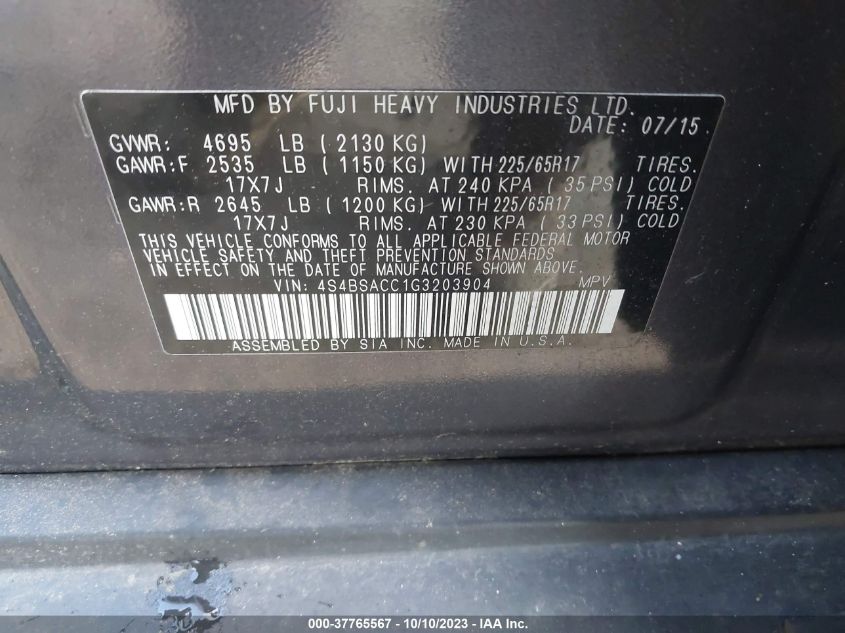 MFD BY FUJI HEAVY INDUSTRIES LTD.
DATE: 07/15
GVWR: 4695 LB ( 2130 KG)
GAWR:F 2535 LB ( 1150 KG) WITH 225/65R17 TIRES.
17X7J RIMS. AT 240 KPA ( 35 PSI) COLD
GAWR:R 2645 LB ( 1200 KG) WITH 225/65R17 TIRES.
17X7J RIMS. AT 230 KPA ( 33 PSI) COLD
THIS VEHICLE CONFORMS TO ALL APPLICABLE FEDERAL MOTOR
VEHICLE SAFETY AND THEFT PREVENTION STANDARDS
IN EFFECT ON THE DATE OF MANUFACTURE SHOWN ABOVE.
VIN: 4S4BSACC1G3203904 MPV
ASSEMBLED BY SIA INC. MADE IN U.S.A.
000-37765567 - 10/10/2023 - IAA Inc.